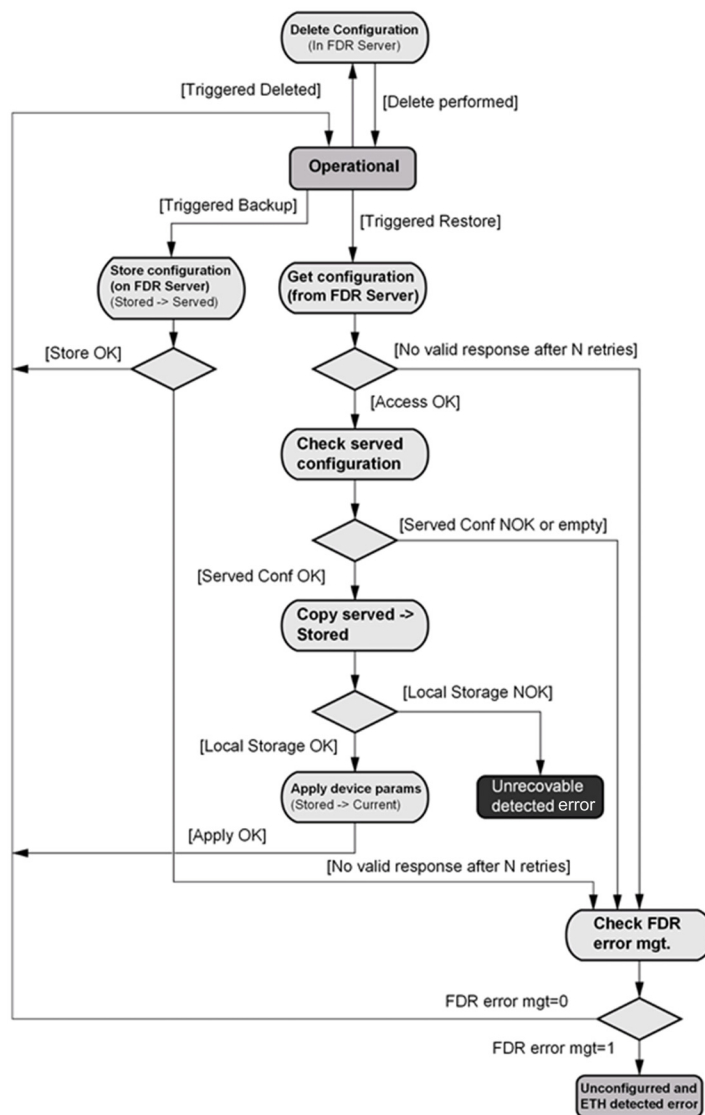 Delete Configuration
(In FDR Server)
[Triggered Deleted]
[Delete performed]
Operational
[Triggered Backup]
[Triggered Restore]
Store configuration
(on FDR Server)
(Stored -> Served)
Get configuration
(from FDR Server)
[Store OK]
[No valid response after N retries]
[Access OK]
Check served
configuration
[Served Conf NOK or empty]
[Served Conf OK]
Copy served ->
Stored
[Local Storage NOK]
[Local Storage OK]
Apply device params
(Stored -> Current)
Unrecovable
detected error
[Apply OK]
[No valid response after N retries]
Check FDR
error mgt.
FDR error mgt=0
FDR error mgt=1
Unconfigurred and
ETH detected error